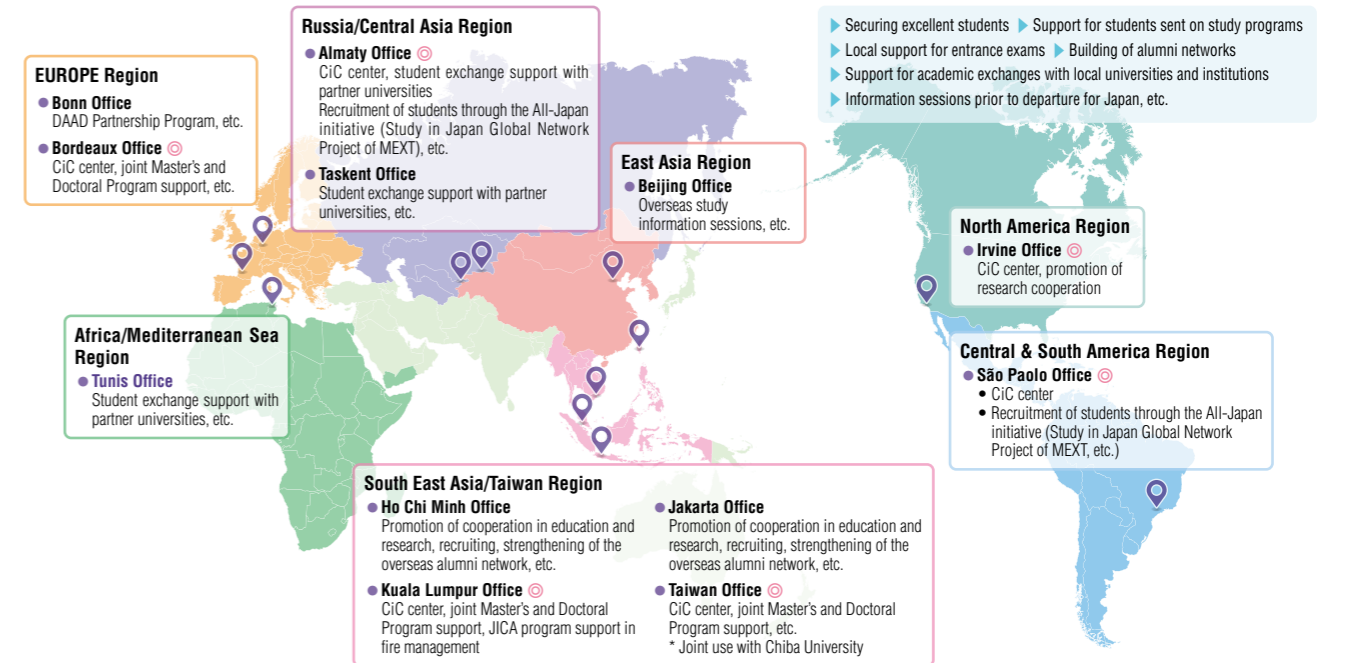 Russia/Central Asia Region
Almaty Office ◎
CiC center, student exchange support with
partner universities
Recruitment of students through the All-Japan
initiative (Study in Japan Global Network
Project of MEXT), etc.
Taskent Office
Student exchange support with partner
universities, etc.
Securing excellent students
Support for students sent on study programs
Local support for entrance exams
Building of alumni networks
Support for academic exchanges with local universities and institutions
Information sessions prior to departure for Japan, etc.
EUROPE Region
Bonn Office
DAAD Partnership Program, etc.
Bordeaux Office ◎
CiC center, joint Master's and
Doctoral Program support, etc.
East Asia Region
Beijing Office
Overseas study
information sessions, etc.
North America Region
Irvine Office ◎
CiC center, promotion of
research cooperation
Africa/Mediterranean Sea
Region
Tunis Office
Student exchange support with
partner universities, etc.
Central & South America Region
São Paolo Office ◎
• CiC center
• Recruitment of students through the All-Japan
initiative (Study in Japan Global Network
Project of MEXT, etc.)
South East Asia/Taiwan Region
Ho Chi Minh Office
Promotion of cooperation in education and
research, recruiting, strengthening of the
overseas alumni network, etc.
Kuala Lumpur Office ◎
CiC center, joint Master's and Doctoral
Program support, JICA program support in
fire management
Jakarta Office
Promotion of cooperation in education and
research, recruiting, strengthening of the
overseas alumni network, etc.
Taiwan Office ◎
CiC center, joint Master's and Doctoral
Program support, etc.
* Joint use with Chiba University